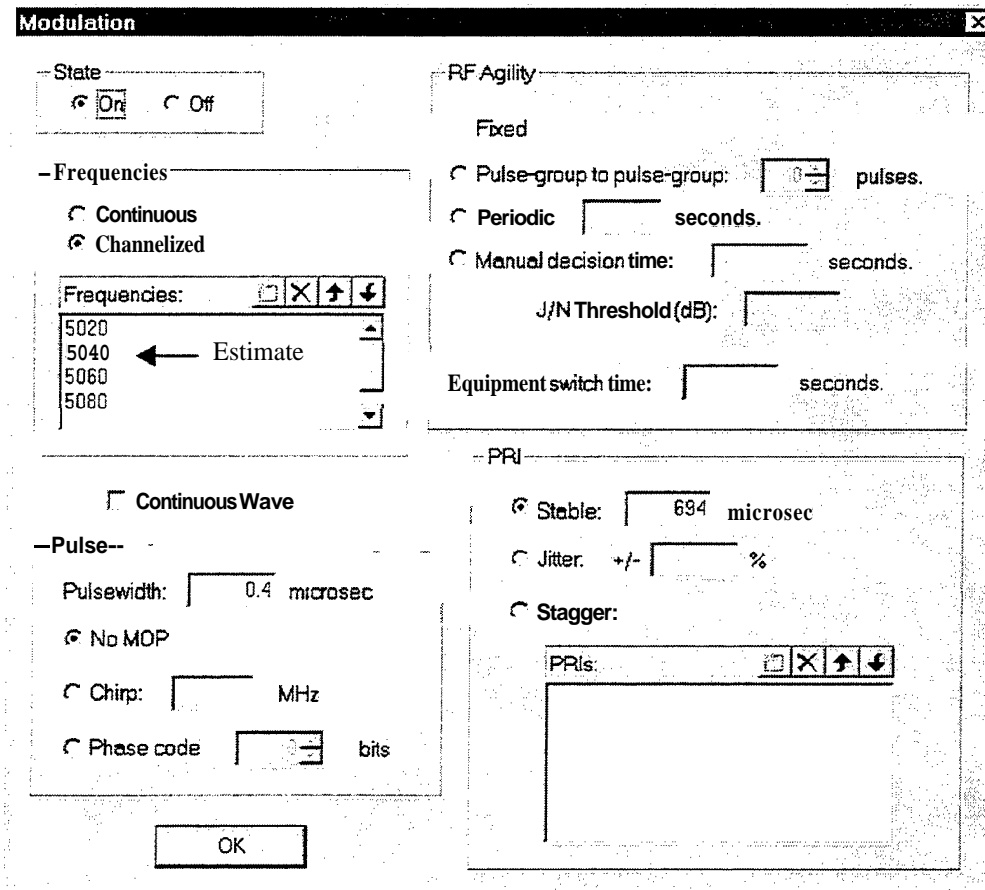 Modulation
State
On Off
Frequencies
Continuous
Channelized
Frequencies:
5020
5040 Estimate
5060
5080
Continuous Wave
Pulse--
Pulsewidth: 0.4 microsec
No MOP
Chirp: MHz
Phase code 0 bits
OK
RF Agility
Fixed
Pulse-group to pulse-group: 0 pulses.
Periodic seconds.
Manual decision time: seconds.
J/N Threshold (dB):
Equipment switch time: seconds.
PRI
Stable: 694 microsec
Jitter: +/- %
Stagger:
PRIs: